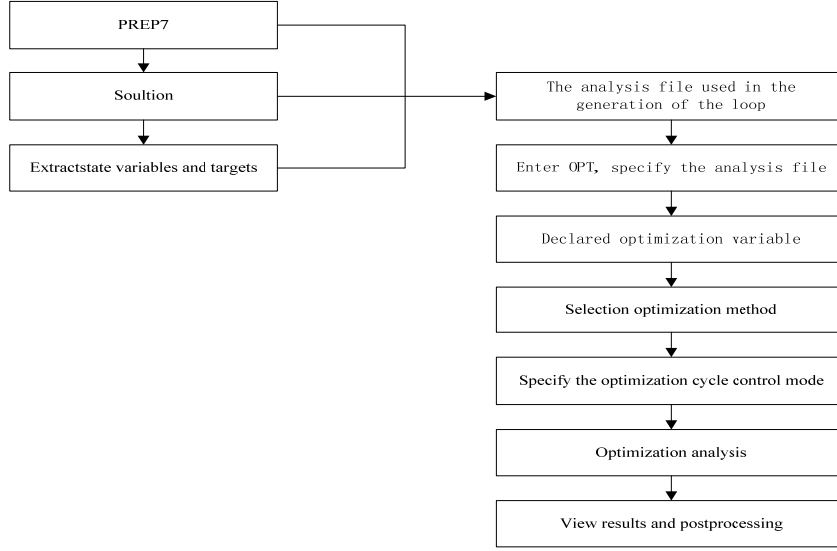 PREP7
Soultion
Extractstate variables and targets
The analysis file used in the
generation of the loop
Enter OPT, specify the analysis file
Declared optimization variable
Selection optimization method
Specify the optimization cycle control mode
Optimization analysis
View results and postprocessing